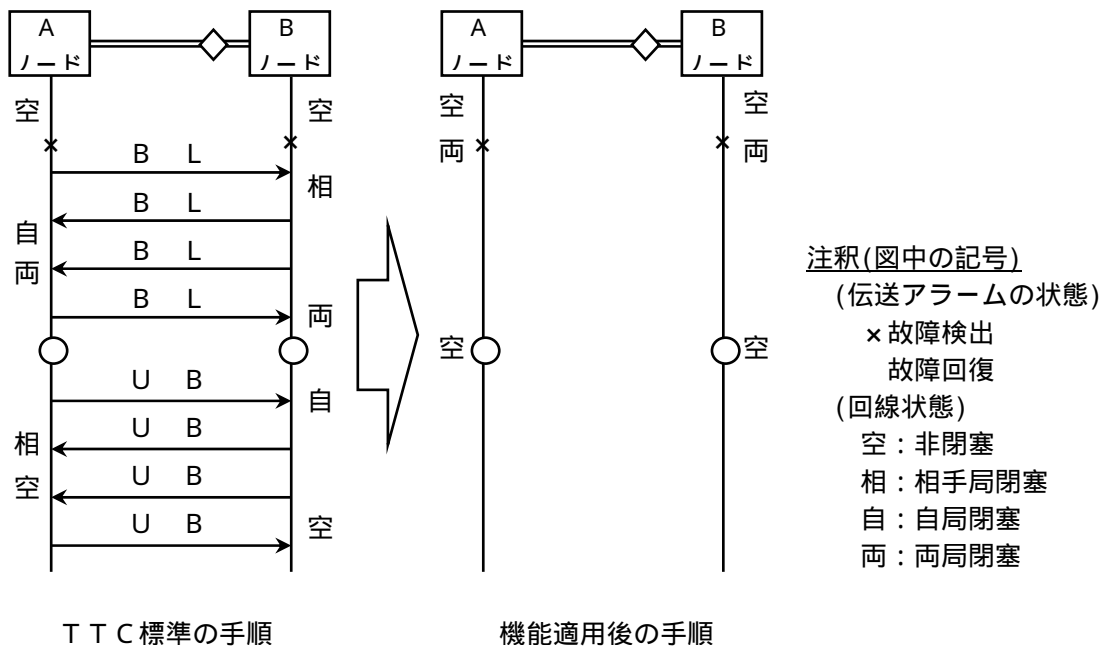 A
ノード
B
ノード
A
ノード
B
ノード
空
空
空
両
空
両
B L
相
B L
自
B L
両
B L
両
空
空
U B
自
U B
相
U B
空
U B
空
注釈(図中の記号)
(伝送アラームの状態)
×故障検出
故障回復
(回線状態)
空：非閉塞
相：相手局閉塞
自：自局閉塞
両：両局閉塞
ＴＴＣ標準の手順
機能適用後の手順